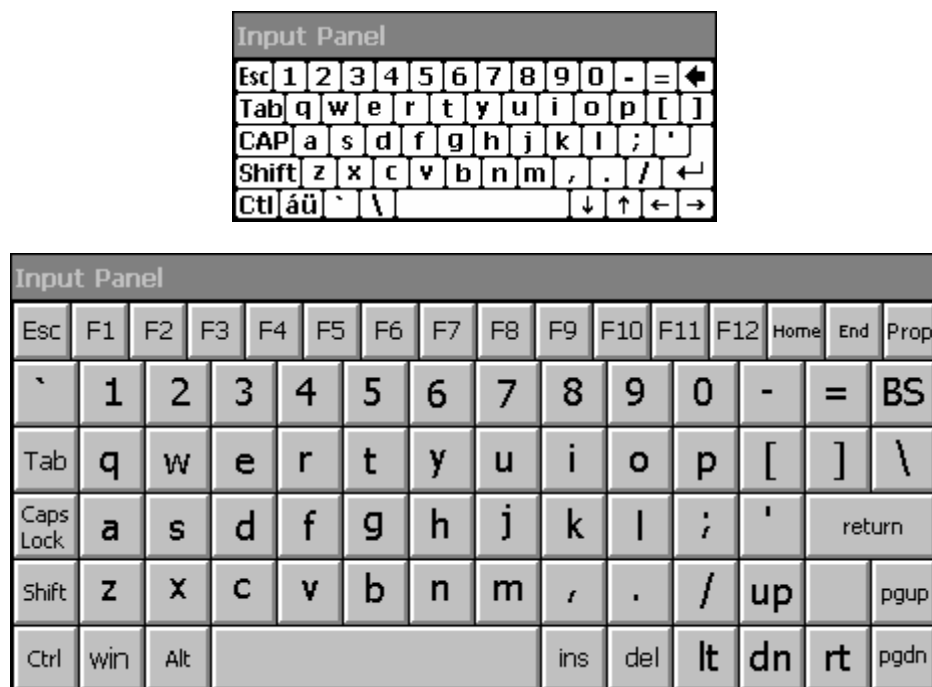 Input Panel
Esc 1 2 3 4 5 6 7 8 9 0 - = 🡄
Tab q w e r t y u i o p [ ]
CAP a s d f g h j k l ; '
Shift z x c v b n m , . / ↵
Ctl áü ` \ ↓ ↑ ← →
Input Panel
Esc F1 F2 F3 F4 F5 F6 F7 F8 F9 F10 F11 F12 Home End Prop
` 1 2 3 4 5 6 7 8 9 0 - = BS
Tab q w e r t y u i o p [ ] \
Caps Lock a s d f g h j k l ; ' return
Shift z x c v b n m , . / up pgup
Ctrl win Alt ins del lt dn rt pgdn